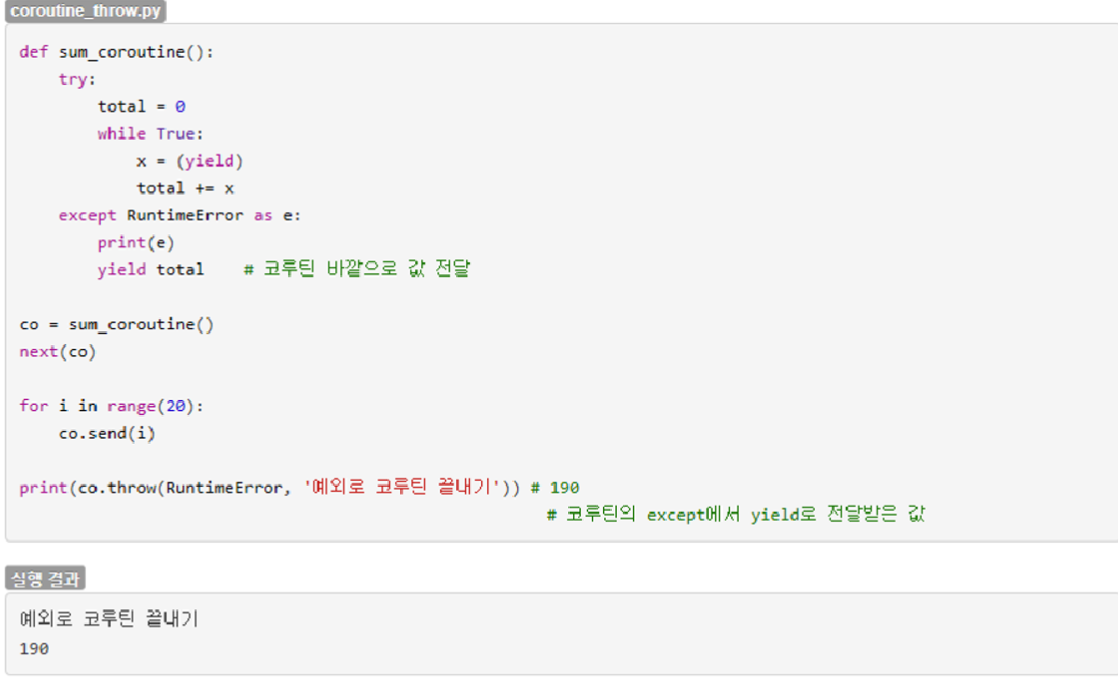 coroutine_throw.py
def sum_coroutine():
    try:
        total = 0
        while True:
            x = (yield)
            total += x
    except RuntimeError as e:
        print(e)
        yield total    # 코루틴 바깥으로 값 전달
co = sum_coroutine()
next(co)
for i in range(20):
    co.send(i)
print(co.throw(RuntimeError, '예외로 코루틴 끝내기')) # 190
                                                      # 코루틴의 except에서 yield로 전달받은 값
실행 결과
예외로 코루틴 끝내기
190